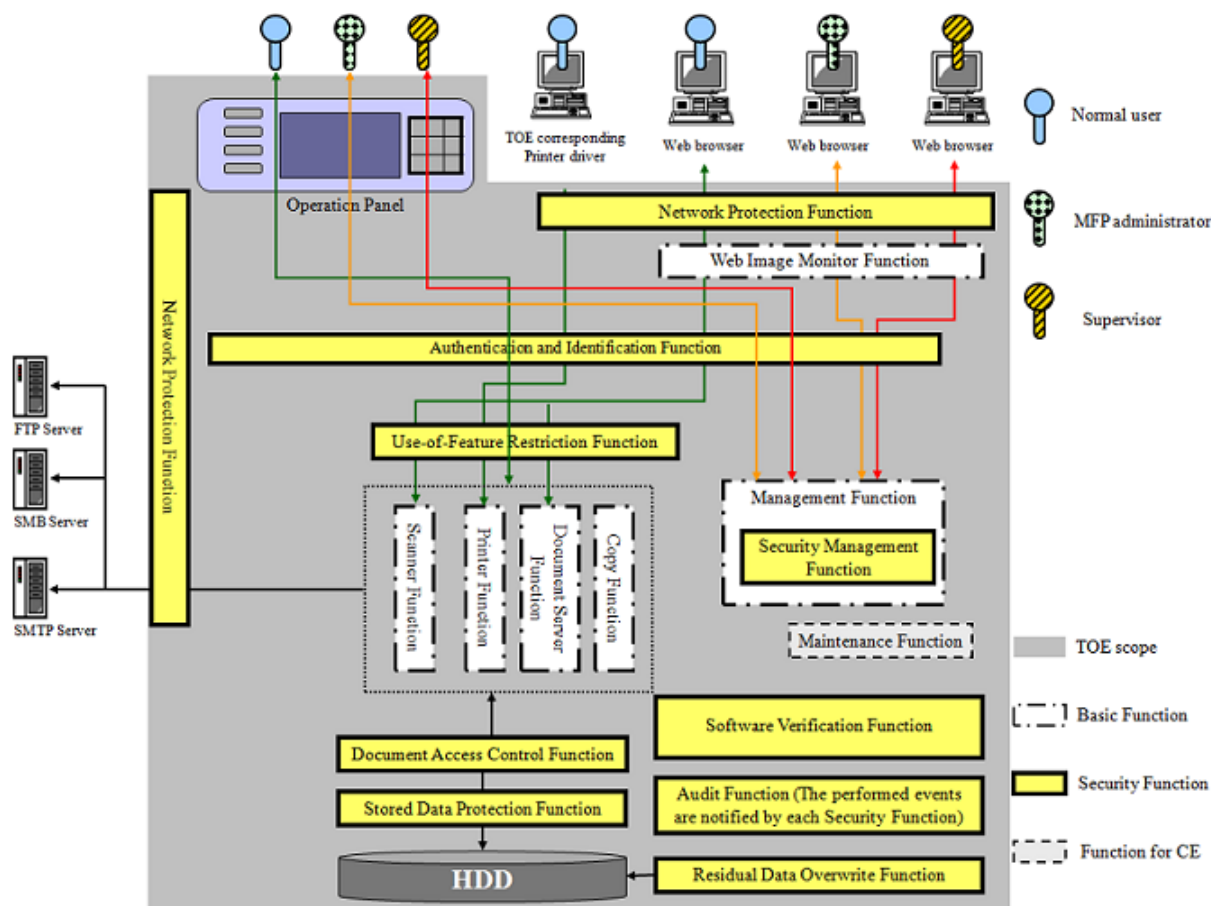 TOE corresponding
Printer driver
Web browser
Web browser
Web browser
Normal user
Operation Panel
Network Protection Function
MFP administrator
Web Image Monitor Function
Network Protection Function
Supervisor
Authentication and Identification Function
FTP Server
Use-of-Feature Restriction Function
SMB Server
Management Function
Security Management
Function
Scanner Function
Printer Function
Document Server
Function
Copy Function
SMTP Server
Maintenance Function
TOE scope
Basic Function
Software Verification Function
Document Access Control Function
Security Function
Stored Data Protection Function
Audit Function (The performed events
are notified by each Security Function)
Function for CE
HDD
Residual Data Overwrite Function